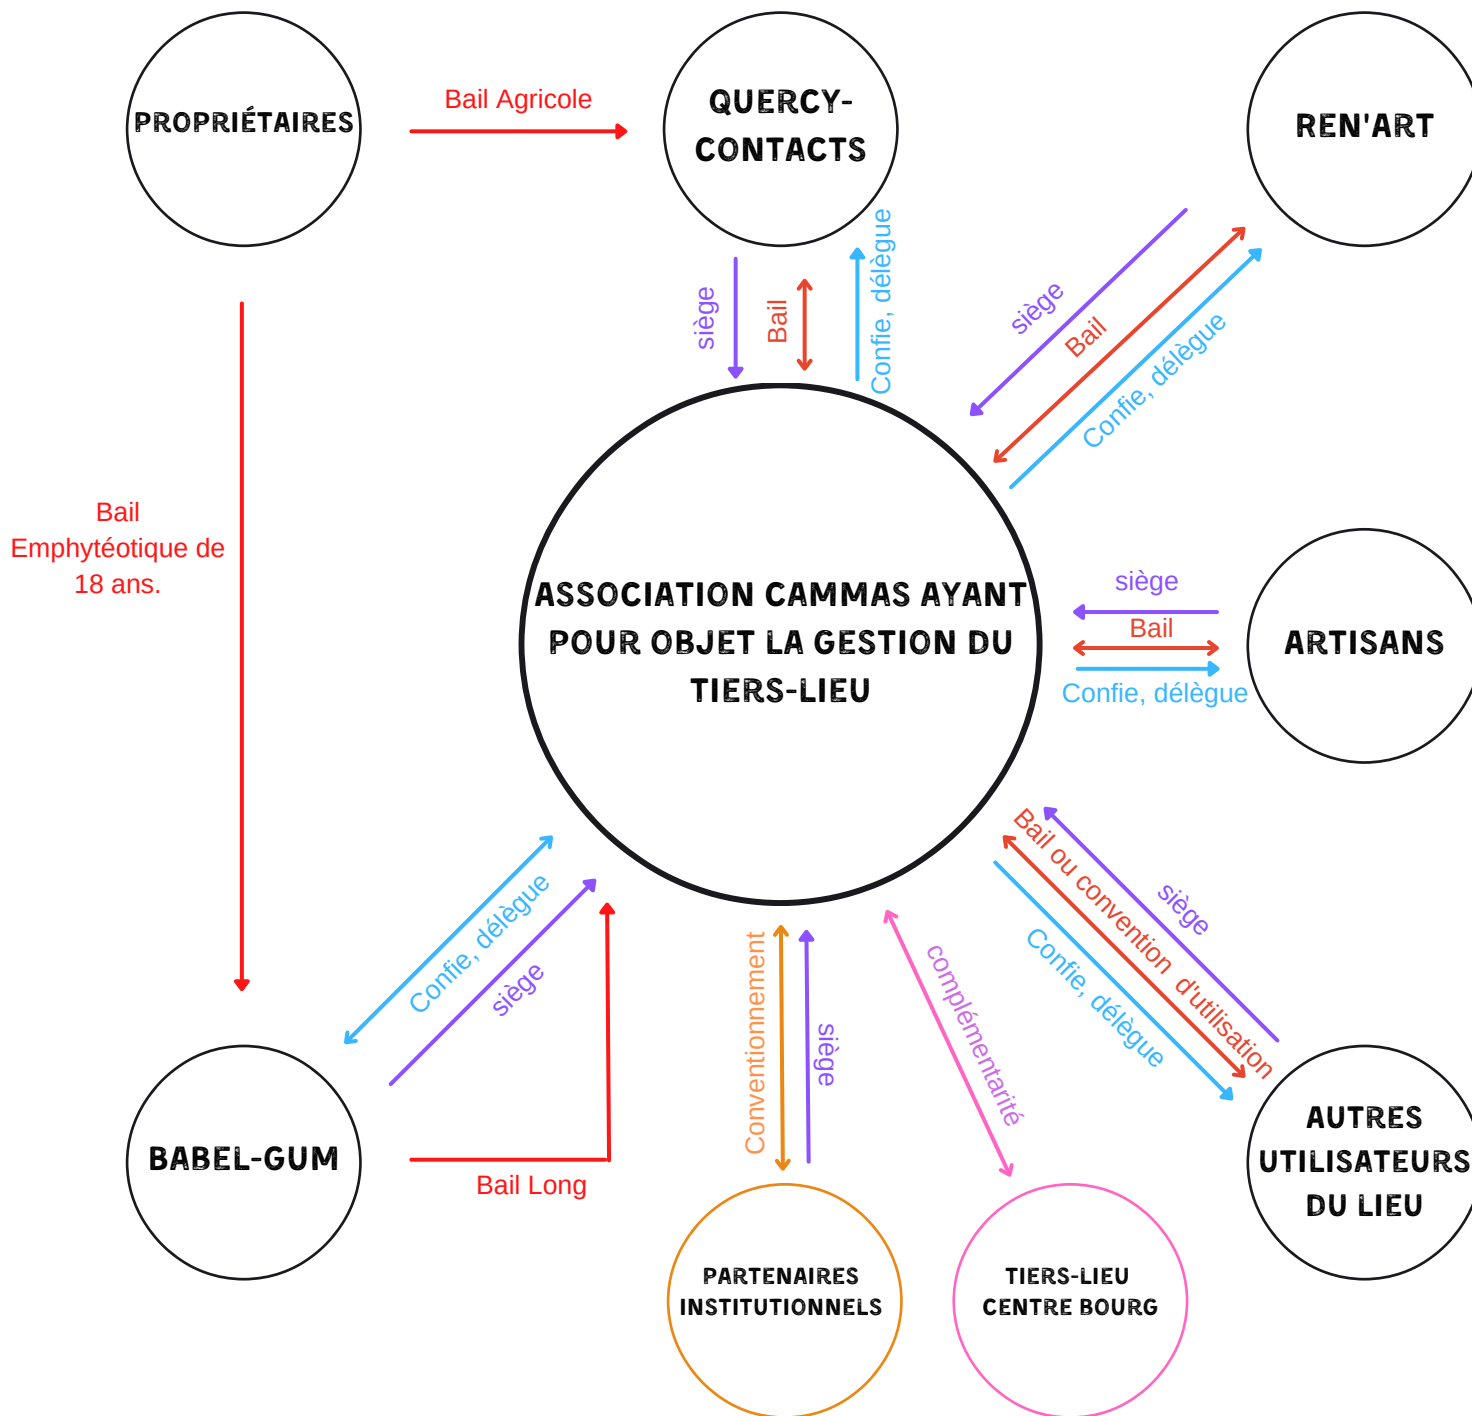 PROPRIÉTAIRES
Bail Agricole
QUERCY-
CONTACTS
REN'ART
siège
Bail
Confie, délègue
siège
Bail
Confie, délègue
Bail
Emphytéotique de
18 ans.
ASSOCIATION CAMMAS AYANT
POUR OBJET LA GESTION DU
TIERS-LIEU
siège
Bail
Confie, délègue
ARTISANS
Confie, délègue
siège
Bail Long
BABEL-GUM
Conventionnement
siège
complémentarité
siège
Bail ou convention d'utilisation
Confie, délègue
AUTRES
UTILISATEURS
DU LIEU
PARTENAIRES
INSTITUTIONNELS
TIERS-LIEU
CENTRE BOURG